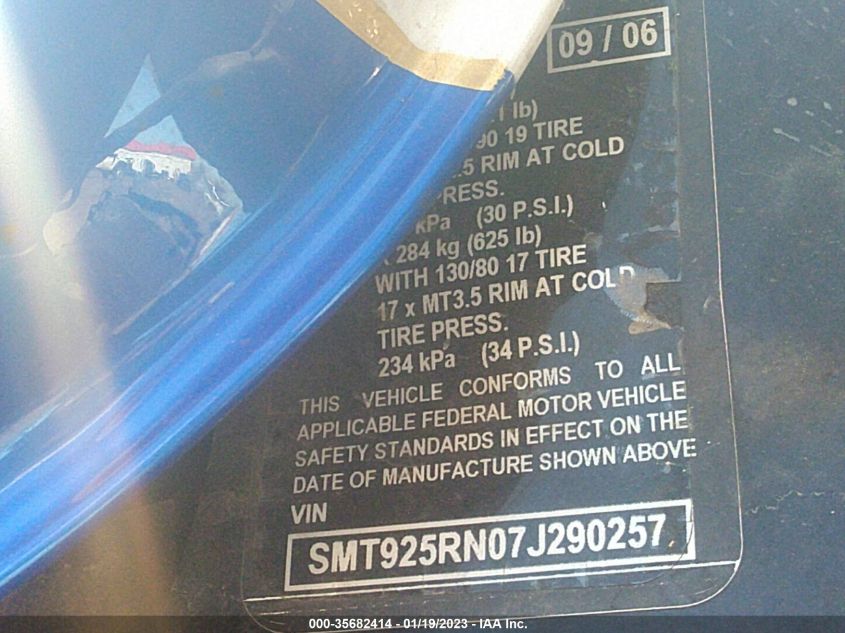 09 / 06
lb)
90 19 TIRE
.5 RIM AT COLD
PRESS.
kPa (30 P.S.I.)
284 kg (625 lb)
WITH 130/80 17 TIRE
17 x MT3.5 RIM AT COLD
TIRE PRESS.
234 kPa (34 P.S.I.)
THIS VEHICLE CONFORMS TO ALL
APPLICABLE FEDERAL MOTOR VEHICLE
SAFETY STANDARDS IN EFFECT ON THE
DATE OF MANUFACTURE SHOWN ABOVE
VIN
SMT925RN07J290257
000-35682414 - 01/19/2023 - IAA Inc.